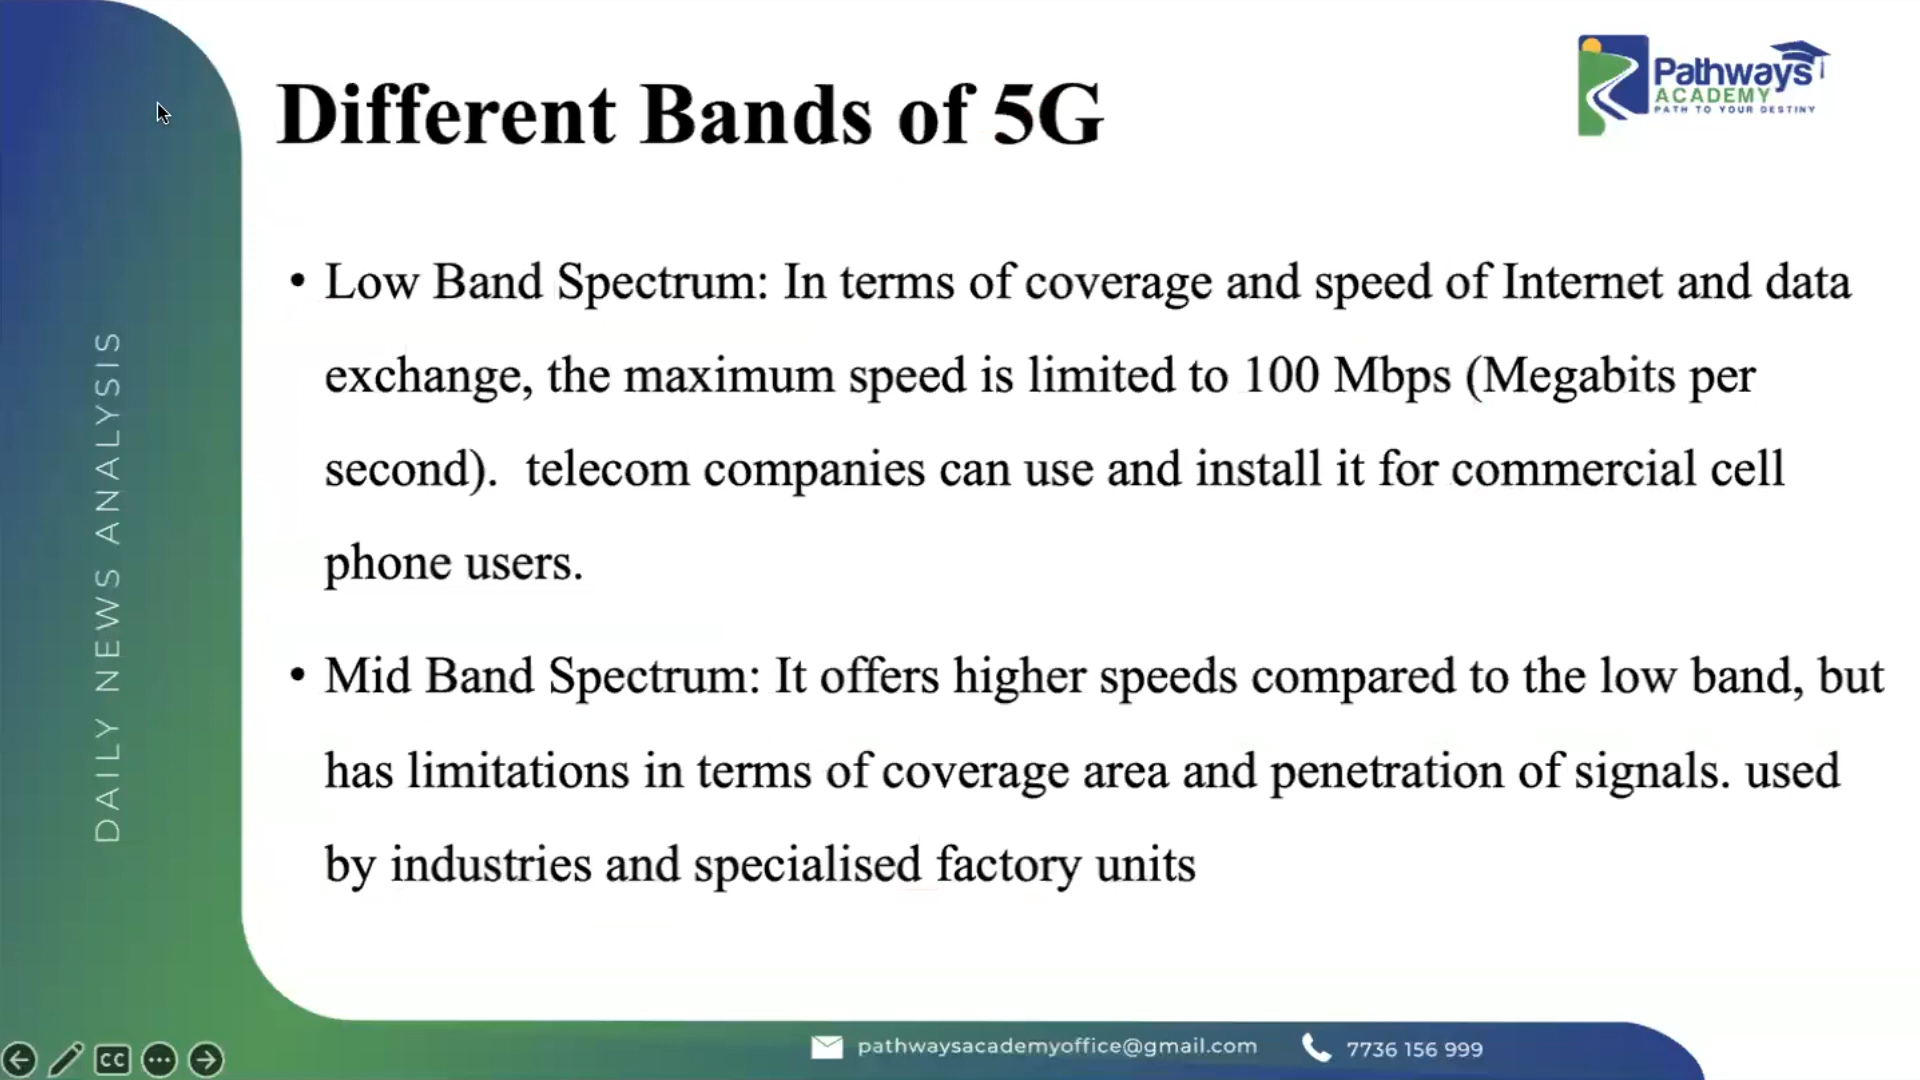 Different Bands of 5G
Pathways
ACADEMY
PATH TO YOUR DESTINY
• Low Band Spectrum: In terms of coverage and speed of Internet and data
exchange, the maximum speed is limited to 100 Mbps (Megabits per
second).  telecom companies can use and install it for commercial cell
phone users.
• Mid Band Spectrum: It offers higher speeds compared to the low band, but
has limitations in terms of coverage area and penetration of signals. used
by industries and specialised factory units
DAILY NEWS ANALYSIS
CC
pathwaysacademyoffice@gmail.com
7736 156 999